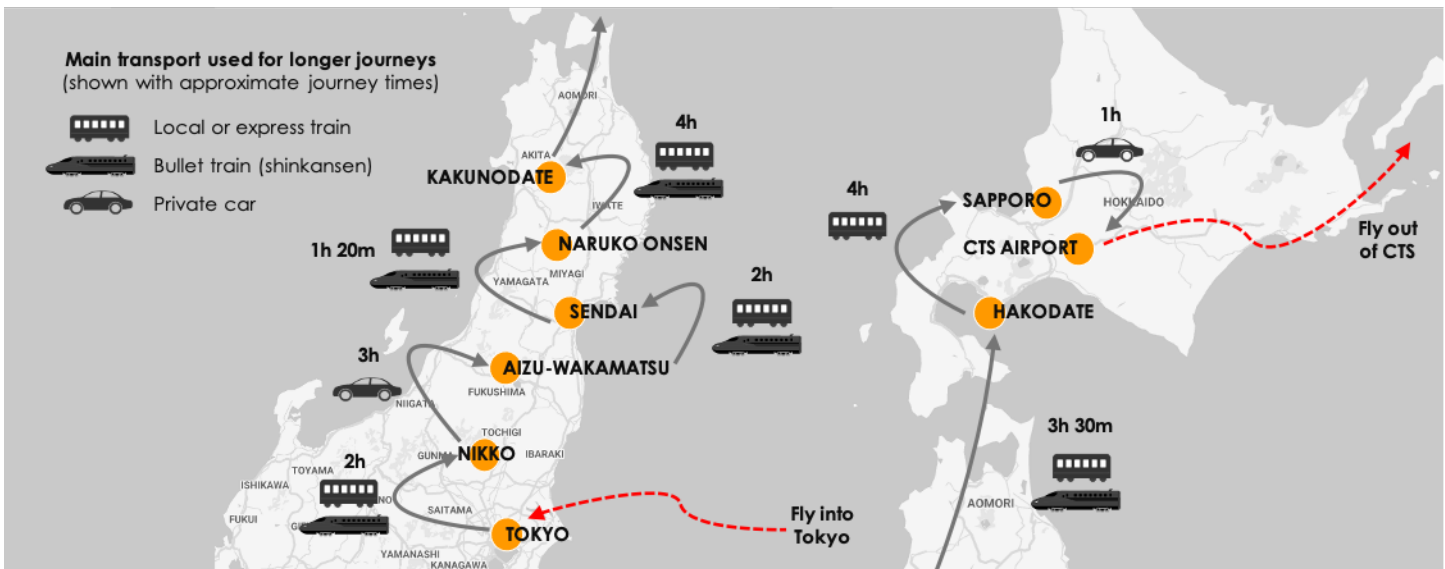 Main transport used for longer journeys
(shown with approximate journey times)
Local or express train
Bullet train (shinkansen)
Private car
AOMORI
4h
AKITA
KAKUNODATE
IWATE
1h 20m
NARUKO ONSEN
YAMAGATA
MIYAGI
2h
SENDAI
3h
AIZU-WAKAMATSU
FUKUSHIMA
NIIGATA
TOCHIGI
GUNM
NIKKO
IBARAKI
2h
TOYAMA
ISHIKAWA
NO
SAITAMA
FUKUI
GI
TOKYO
Fly into
Tokyo
YAMANASHI
KANAGAWA
1h
4h
SAPPORO
HOKKAIDO
CTS AIRPORT
Fly out
of CTS
HAKODATE
3h 30m
AOMORI